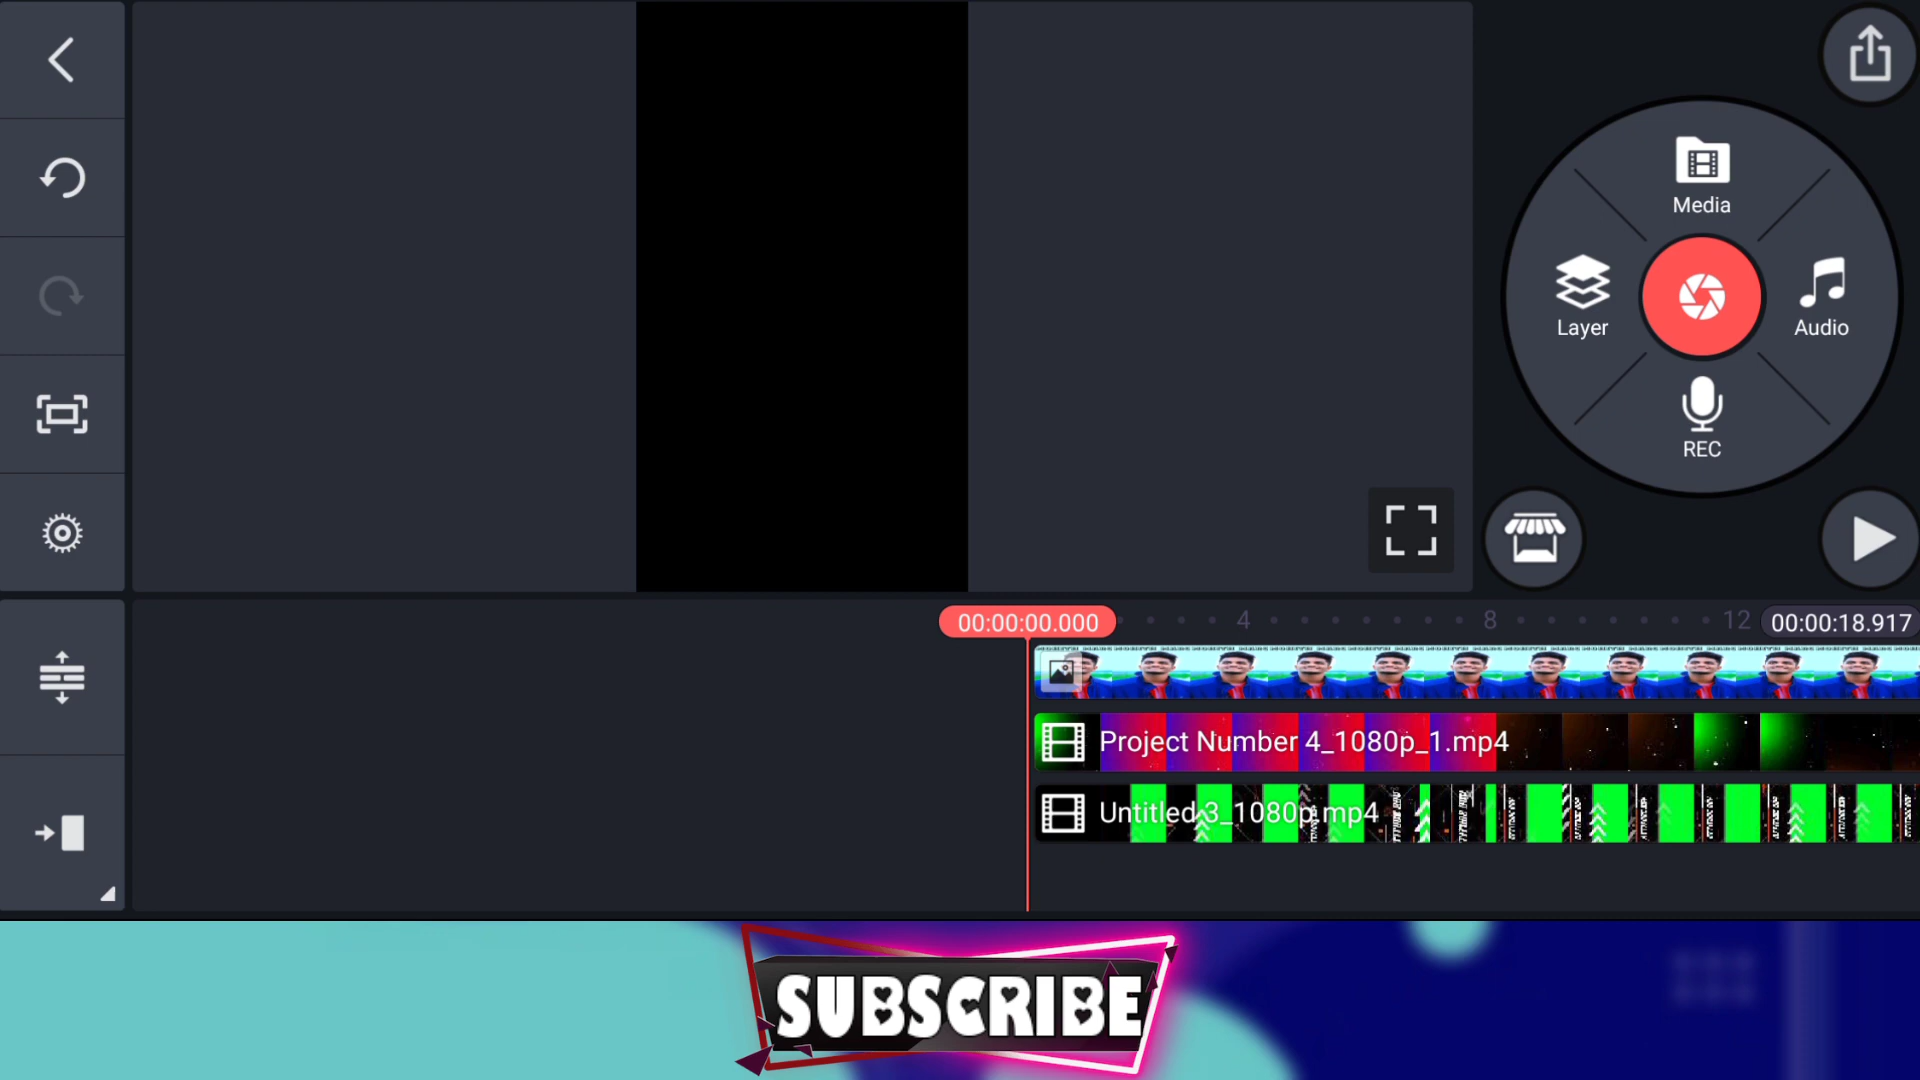 Media
Layer
Audio
REC
00:00:00.000
4
8
12
00:00:18.917
Project Number 4_1080p_1.mp4
Untitled 3_1080p.mp4
SUBSCRIBE